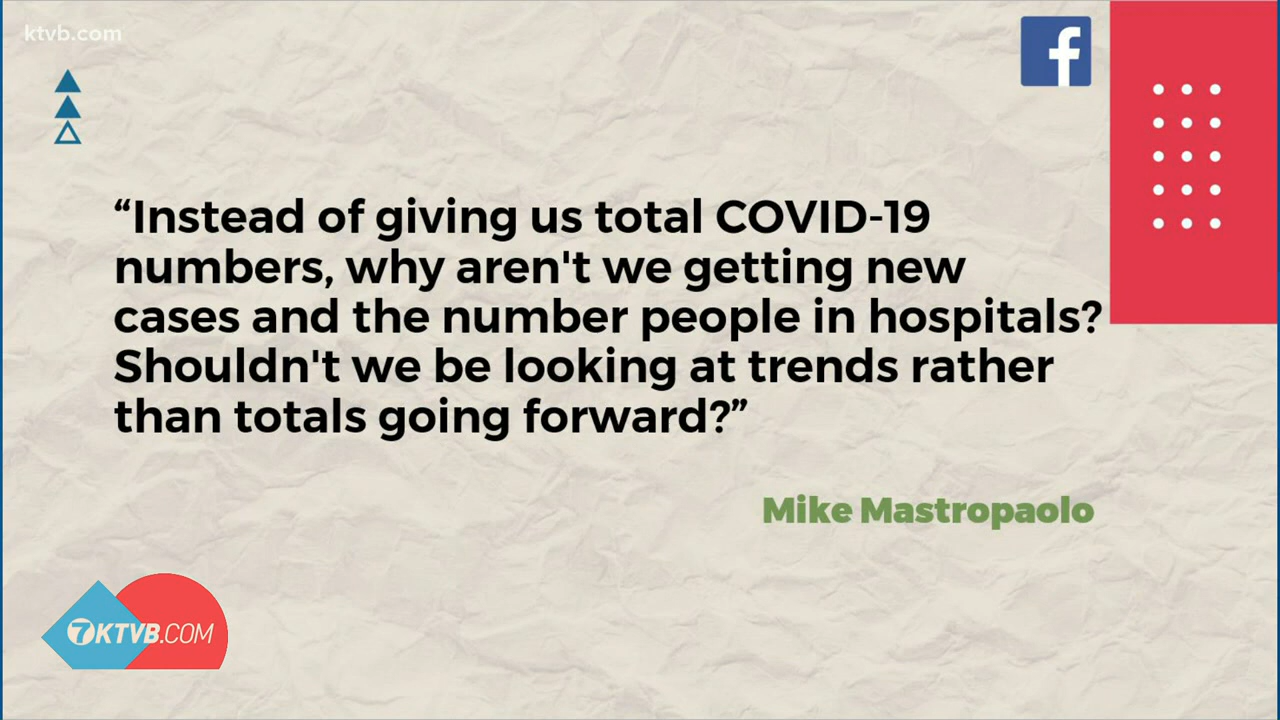 ktvb.com
f
“Instead of giving us total COVID-19
numbers, why aren't we getting new
cases and the number people in hospitals?
Shouldn't we be looking at trends rather
than totals going forward?”
Mike Mastropaolo
7KTVB.COM